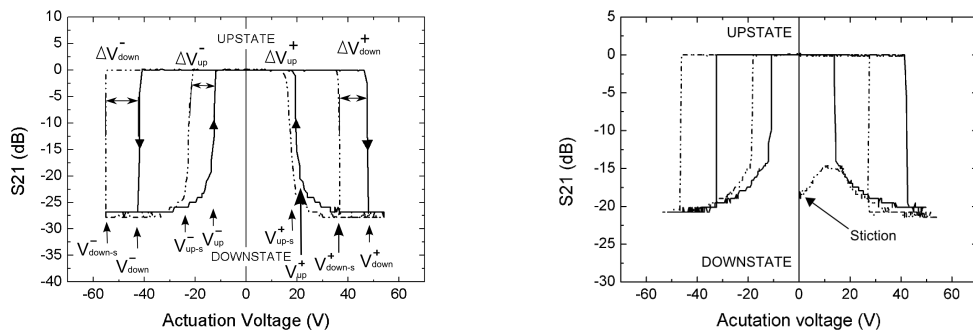 10
5
0
-5
-10
-15
-20
-25
-30
-35
-40
S21 (dB)
-60 -40 -20 0 20 40 60
Actuation Voltage (V)
ΔV⁻down
ΔV⁻up
UPSTATE
ΔV⁺up
ΔV⁺down
V⁻down-s
V⁻down
V⁻up-s
V⁻up
V⁺up-s
V⁺up
V⁺down-s
V⁺down
DOWNSTATE
5
0
-5
-10
-15
-20
-25
-30
S21 (dB)
-60 -40 -20 0 20 40 60
Actutation voltage (V)
UPSTATE
Stiction
DOWNSTATE